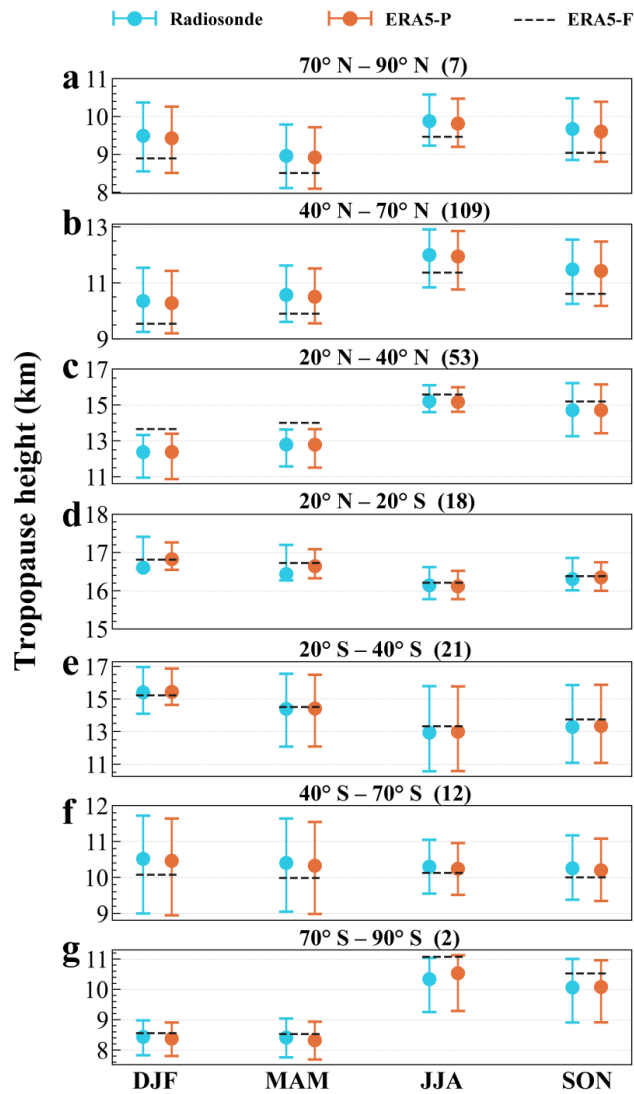 Radiosonde ERA5-P ERA5-F
a 70° N – 90° N (7)
11
10
9
8
b 40° N – 70° N (109)
13
11
9
c 20° N – 40° N (53)
17
15
13
11
d 20° N – 20° S (18)
18
17
16
15
e 20° S – 40° S (21)
17
15
13
11
f 40° S – 70° S (12)
12
11
10
9
g 70° S – 90° S (2)
11
10
9
8
Tropopause height (km)
DJF MAM JJA SON